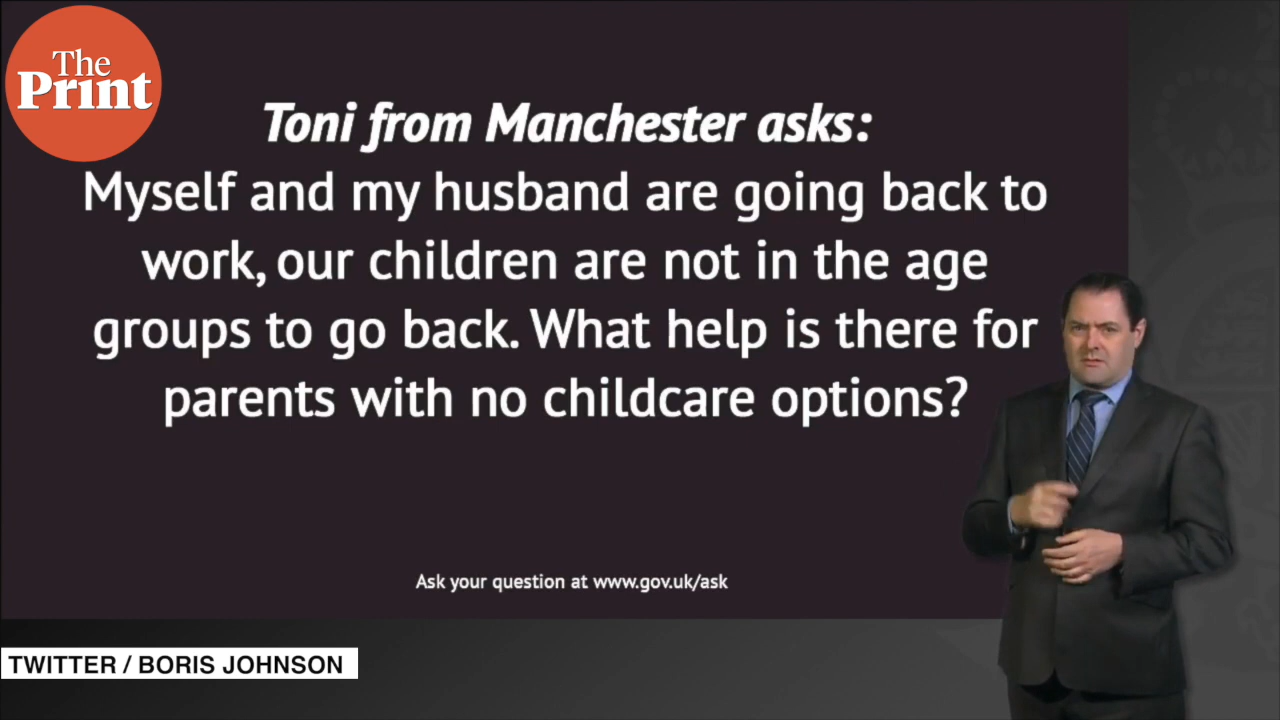 The
Print
Toni from Manchester asks:
Myself and my husband are going back to
work, our children are not in the age
groups to go back. What help is there for
parents with no childcare options?
Ask your question at www.gov.uk/ask
TWITTER / BORIS JOHNSON